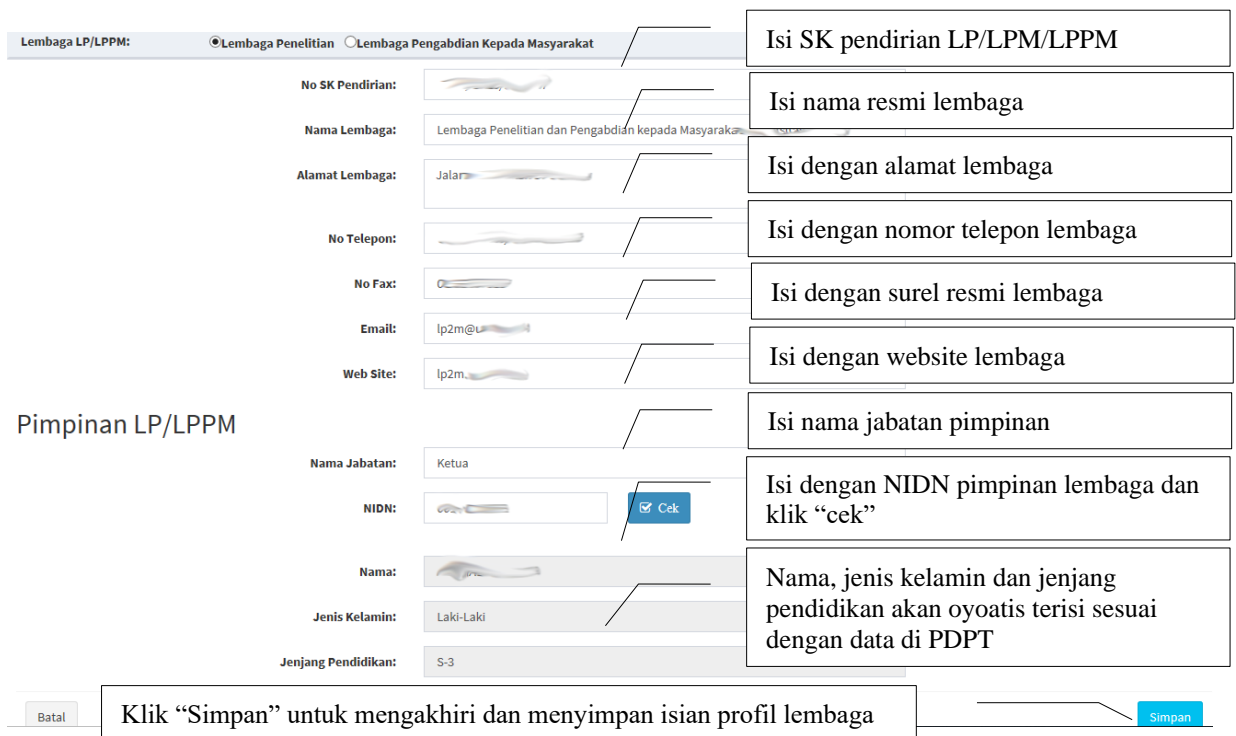 Lembaga LP/LPPM: Lembaga Penelitian Lembaga Pengabdian Kepada Masyarakat
Isi SK pendirian LP/LPM/LPPM
No SK Pendirian:
Isi nama resmi lembaga
Nama Lembaga: Lembaga Penelitian dan Pengabdian kepada
Isi dengan alamat lembaga
Alamat Lembaga:
Isi dengan nomor telepon lembaga
No Telepon:
No Fax:
Isi dengan surel resmi lembaga
Email: lp2m@
Isi dengan website lembaga
Web Site: lp2m.
Pimpinan LP/LPPM
Isi nama jabatan pimpinan
Nama Jabatan: Ketua
Isi dengan NIDN pimpinan lembaga dan
klik “cek”
NIDN: Cek
Nama:
Nama, jenis kelamin dan jenjang
pendidikan akan oyoatis terisi sesuai
dengan data di PDPT
Jenis Kelamin: Laki-Laki
Jenjang Pendidikan: S-3
Batal
Klik “Simpan” untuk mengakhiri dan menyimpan isian profil lembaga
Simpan